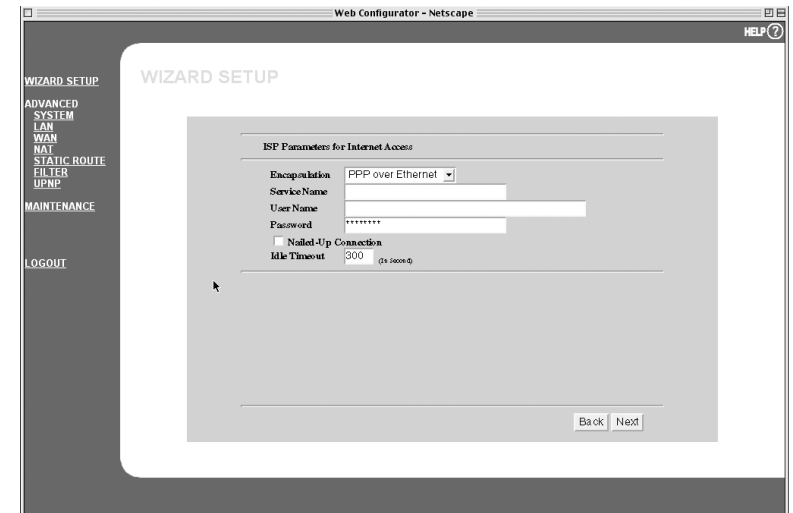 Web Configurator - Netscape
HELP ?
WIZARD SETUP
WIZARD SETUP
ADVANCED
SYSTEM
LAN
WAN
NAT
STATIC ROUTE
FILTER
UPNP
MAINTENANCE
LOGOUT
ISP Parameters for Internet Access
Encapsulation PPP over Ethernet
Service Name
User Name
Password ********
Nailed-Up Connection
Idle Timeout 300 (In Second)
Back Next